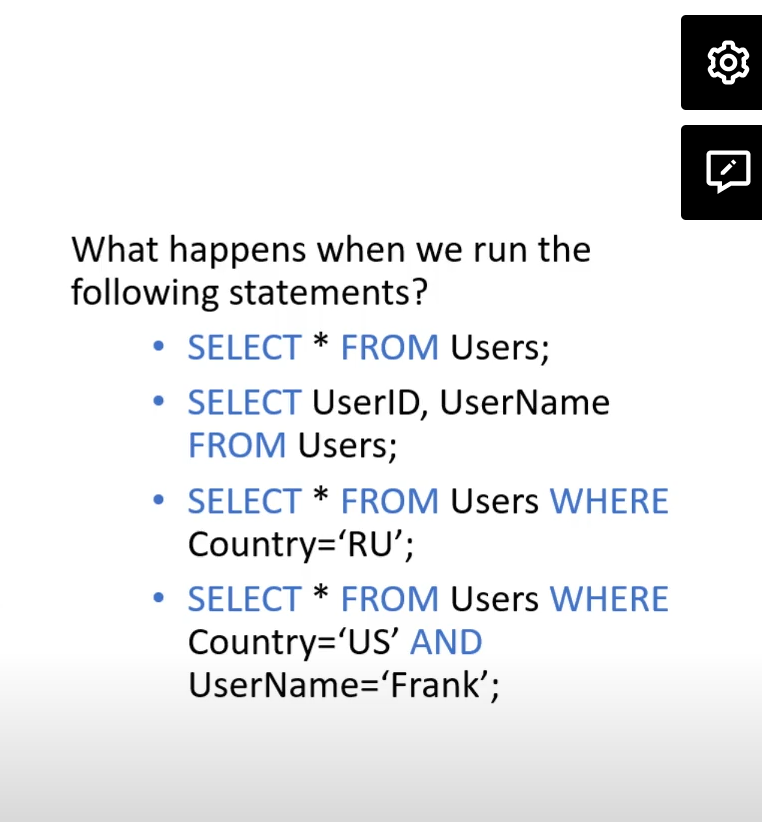 What happens when we run the
following statements?
• SELECT * FROM Users;
• SELECT UserID, UserName
FROM Users;
• SELECT * FROM Users WHERE
Country=‘RU’;
• SELECT * FROM Users WHERE
Country=‘US’ AND
UserName=‘Frank’;